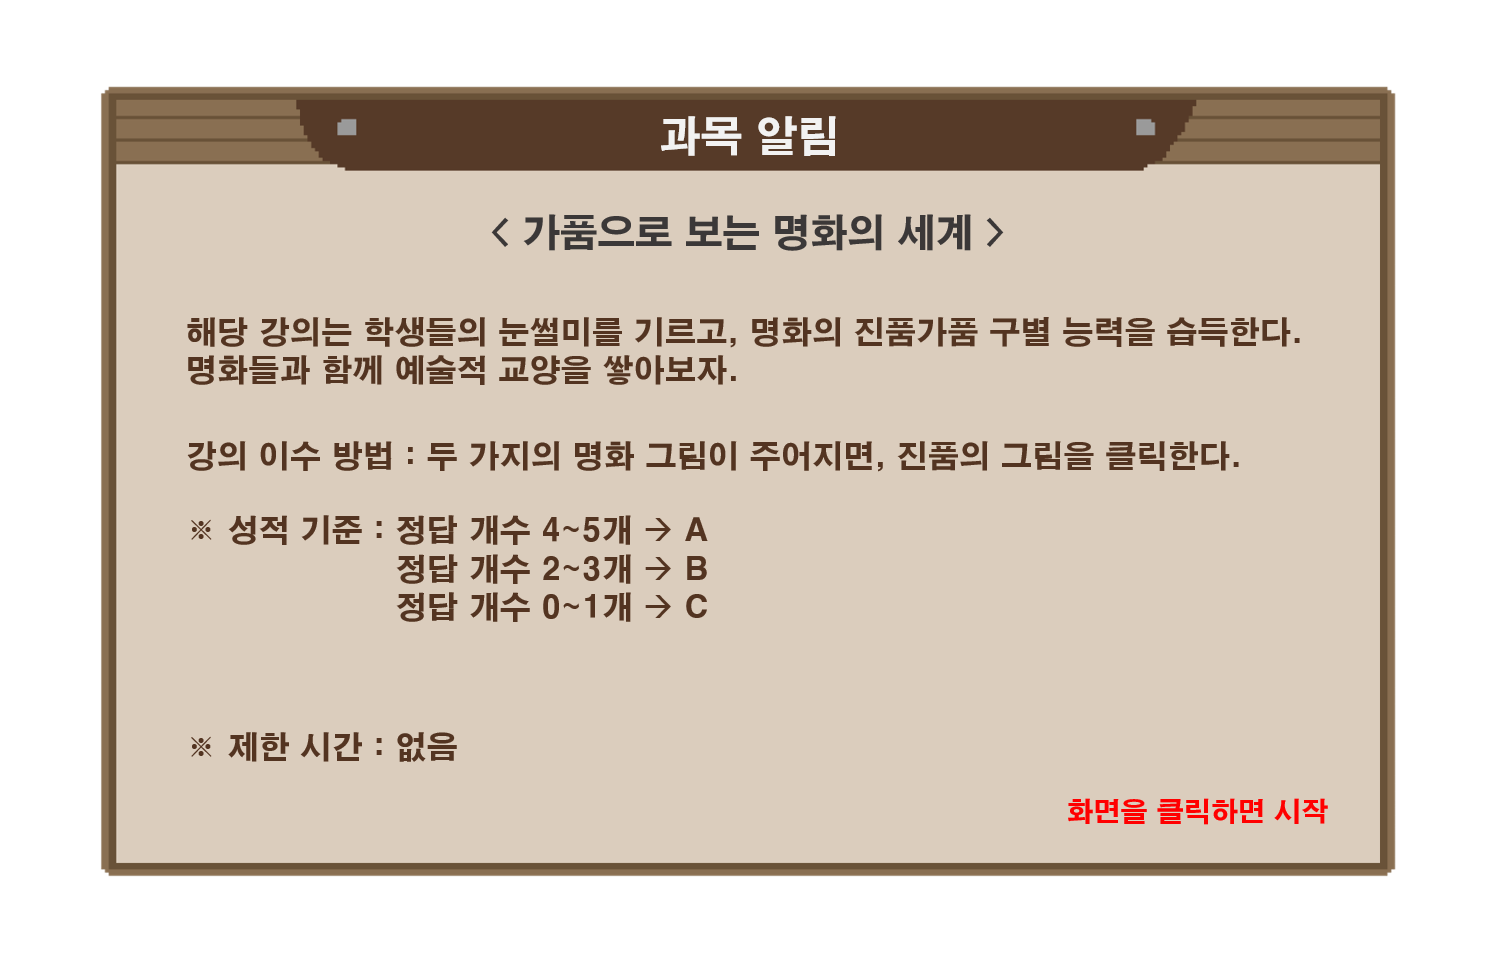 과목 알림
< 가품으로 보는 명화의 세계 >
해당 강의는 학생들의 눈썰미를 기르고, 명화의 진품가품 구별 능력을 습득한다.
명화들과 함께 예술적 교양을 쌓아보자.
강의 이수 방법 : 두 가지의 명화 그림이 주어지면, 진품의 그림을 클릭한다.
※ 성적 기준 : 정답 개수 4~5개 → A
정답 개수 2~3개 → B
정답 개수 0~1개 → C
※ 제한 시간 : 없음
화면을 클릭하면 시작